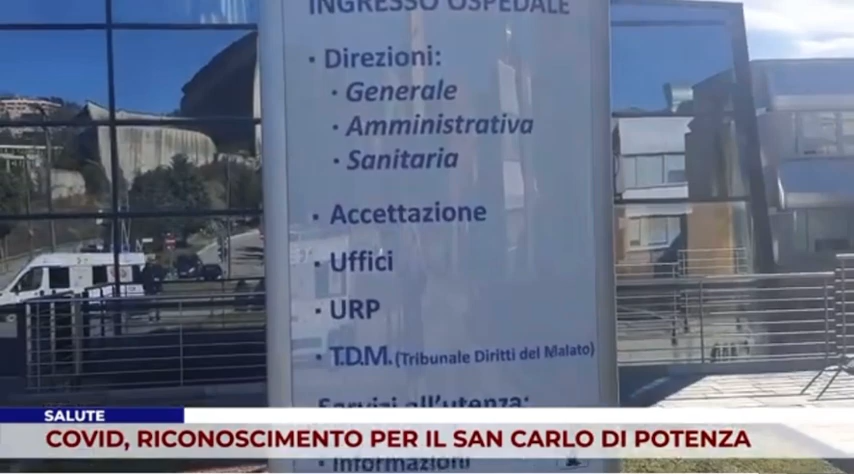 INGRESSO OSPEDALE
· Direzioni:
· Generale
· Amministrativa
· Sanitaria
· Accettazione
· Uffici
· URP
· T.D.M. (Tribunale Diritti del Malato)
Servizi all'utenza:
SALUTE
COVID, RICONOSCIMENTO PER IL SAN CARLO DI POTENZA
· Informazioni